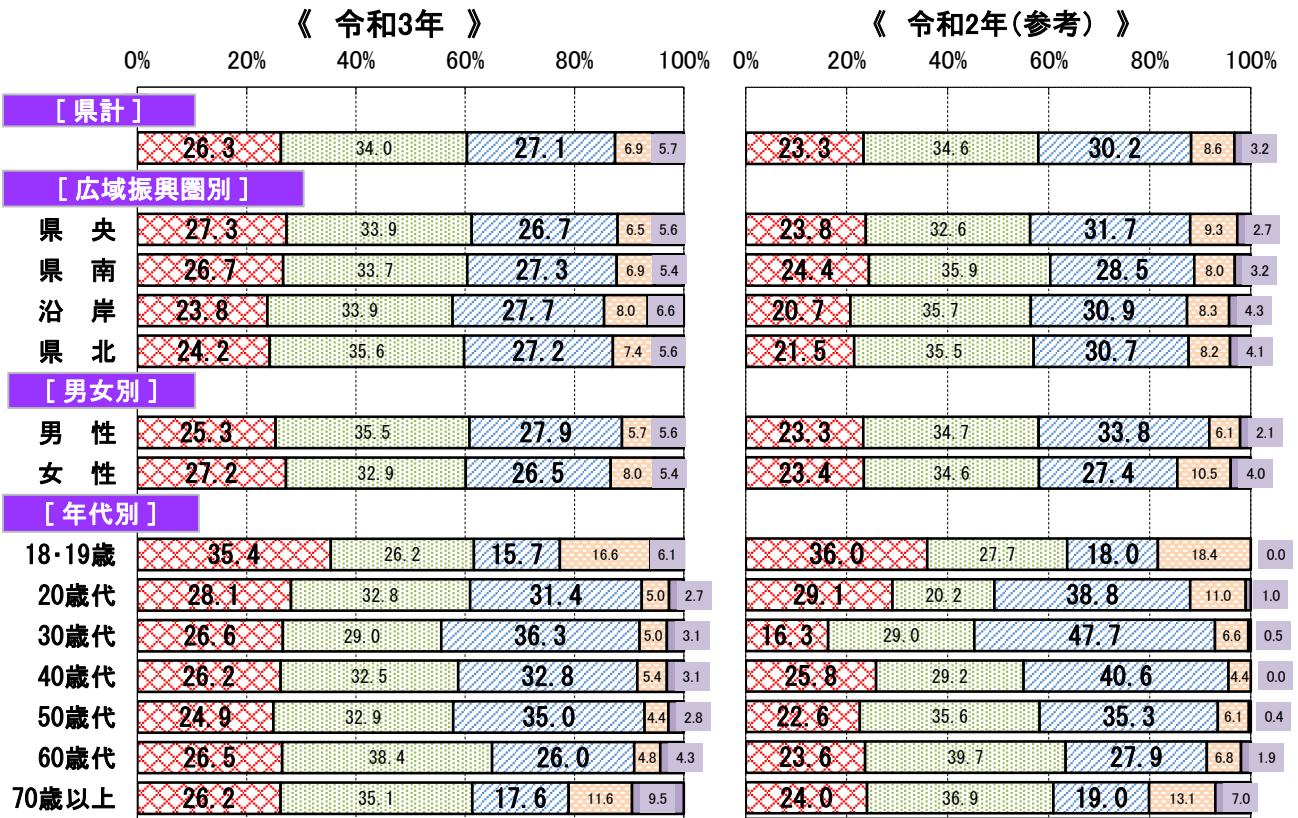 《 令和3年 》 《 令和2年(参考) 》
0% 20% 40% 60% 80% 100% 0% 20% 40% 60% 80% 100%
[ 県計 ]
26.3 34.0 27.1 6.9 5.7 23.3 34.6 30.2 8.6 3.2
[ 広域振興圏別 ]
県 央 27.3 33.9 26.7 6.5 5.6 23.8 32.6 31.7 9.3 2.7
県 南 26.7 33.7 27.3 6.9 5.4 24.4 35.9 28.5 8.0 3.2
沿 岸 23.8 33.9 27.7 8.0 6.6 20.7 35.7 30.9 8.3 4.3
県 北 24.2 35.6 27.2 7.4 5.6 21.5 35.5 30.7 8.2 4.1
[ 男女別 ]
男 性 25.3 35.5 27.9 5.7 5.6 23.3 34.7 33.8 6.1 2.1
女 性 27.2 32.9 26.5 8.0 5.4 23.4 34.6 27.4 10.5 4.0
[ 年代別 ]
18・19歳 35.4 26.2 15.7 16.6 6.1 36.0 27.7 18.0 18.4 0.0
20歳代 28.1 32.8 31.4 5.0 2.7 29.1 20.2 38.8 11.0 1.0
30歳代 26.6 29.0 36.3 5.0 3.1 16.3 29.0 47.7 6.6 0.5
40歳代 26.2 32.5 32.8 5.4 3.1 25.8 29.2 40.6 4.4 0.0
50歳代 24.9 32.9 35.0 4.4 2.8 22.6 35.6 35.3 6.1 0.4
60歳代 26.5 38.4 26.0 4.8 4.3 23.6 39.7 27.9 6.8 1.9
70歳以上 26.2 35.1 17.6 11.6 9.5 24.0 36.9 19.0 13.1 7.0